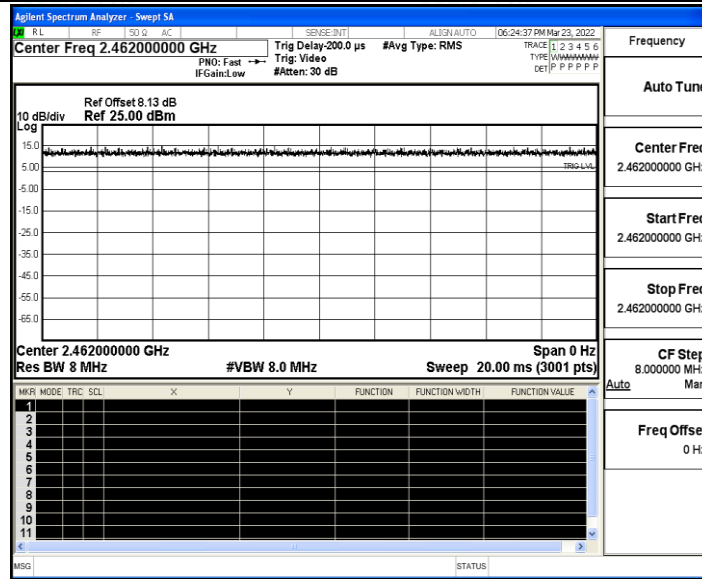 Agilent Spectrum Analyzer - Swept SA
RL RF 50 Ω AC SENSE:INT ALIGN AUTO 06:24:37 PM Mar 23, 2022
Center Freq 2.462000000 GHz
PNO: Fast
IFGain:Low
Trig Delay-200.0 µs
Trig: Video
#Atten: 30 dB
#Avg Type: RMS
TRACE 1 2 3 4 5 6
TYPE
DET P P P P P P
Ref Offset 8.13 dB
10 dB/div Ref 25.00 dBm
Log
15.0
5.00
TRIG LVL
-5.00
-15.0
-25.0
-35.0
-45.0
-55.0
-65.0
Center 2.462000000 GHz Span 0 Hz
Res BW 8 MHz #VBW 8.0 MHz Sweep 20.00 ms (3001 pts)
MKR MODE TRC SCL X Y FUNCTION FUNCTION WIDTH FUNCTION VALUE
1
2
3
4
5
6
7
8
9
10
11
MSG STATUS
Frequency
Auto Tune
Center Freq
2.462000000 GHz
Start Freq
2.462000000 GHz
Stop Freq
2.462000000 GHz
CF Step
8.000000 MHz
Auto Man
Freq Offset
0 Hz